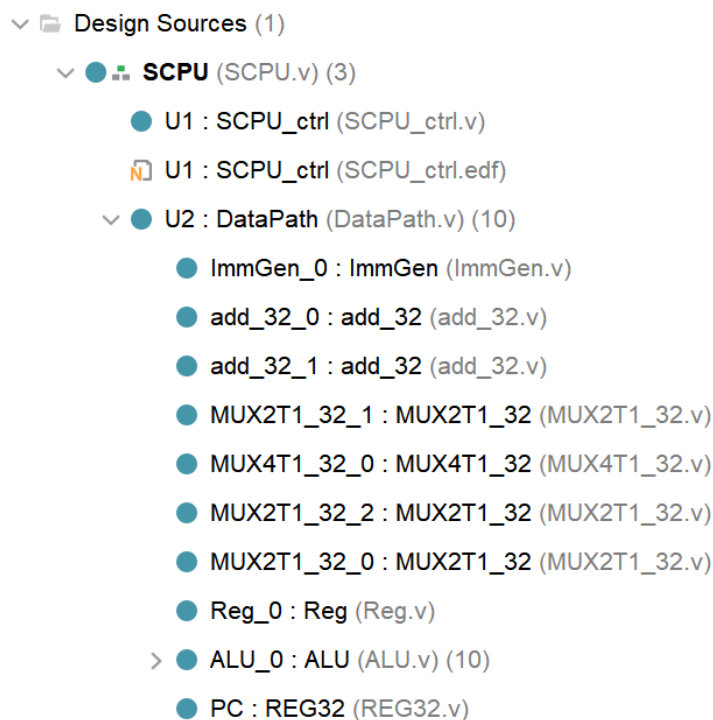 Design Sources (1)
SCPU (SCPU.v) (3)
U1 : SCPU_ctrl (SCPU_ctrl.v)
U1 : SCPU_ctrl (SCPU_ctrl.edf)
U2 : DataPath (DataPath.v) (10)
ImmGen_0 : ImmGen (ImmGen.v)
add_32_0 : add_32 (add_32.v)
add_32_1 : add_32 (add_32.v)
MUX2T1_32_1 : MUX2T1_32 (MUX2T1_32.v)
MUX4T1_32_0 : MUX4T1_32 (MUX4T1_32.v)
MUX2T1_32_2 : MUX2T1_32 (MUX2T1_32.v)
MUX2T1_32_0 : MUX2T1_32 (MUX2T1_32.v)
Reg_0 : Reg (Reg.v)
ALU_0 : ALU (ALU.v) (10)
PC : REG32 (REG32.v)